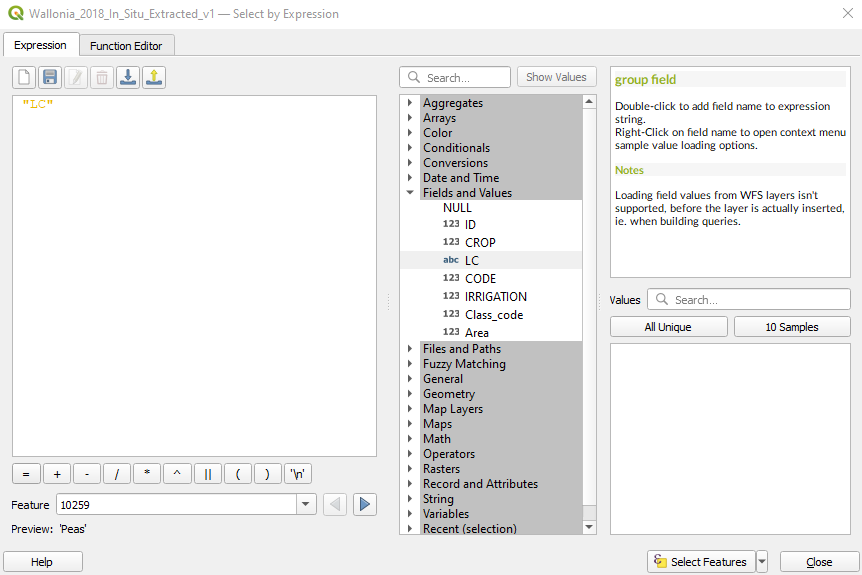 Wallonia_2018_In_Situ_Extracted_v1 — Select by Expression
Expression
Function Editor
"LC"
= + - / * ^ || ( ) '\n'
Feature 10259
Preview: 'Peas'
Help
Search...
Show Values
Aggregates
Arrays
Color
Conditionals
Conversions
Date and Time
Fields and Values
NULL
123 ID
123 CROP
abc LC
123 CODE
123 IRRIGATION
123 Class_code
123 Area
Files and Paths
Fuzzy Matching
General
Geometry
Map Layers
Maps
Math
Operators
Rasters
Record and Attributes
String
Variables
Recent (selection)
group field
Double-click to add field name to expression
string.
Right-Click on field name to open context menu
sample value loading options.
Notes
Loading field values from WFS layers isn't
supported, before the layer is actually inserted,
ie. when building queries.
Values Search...
All Unique
10 Samples
Select Features
Close